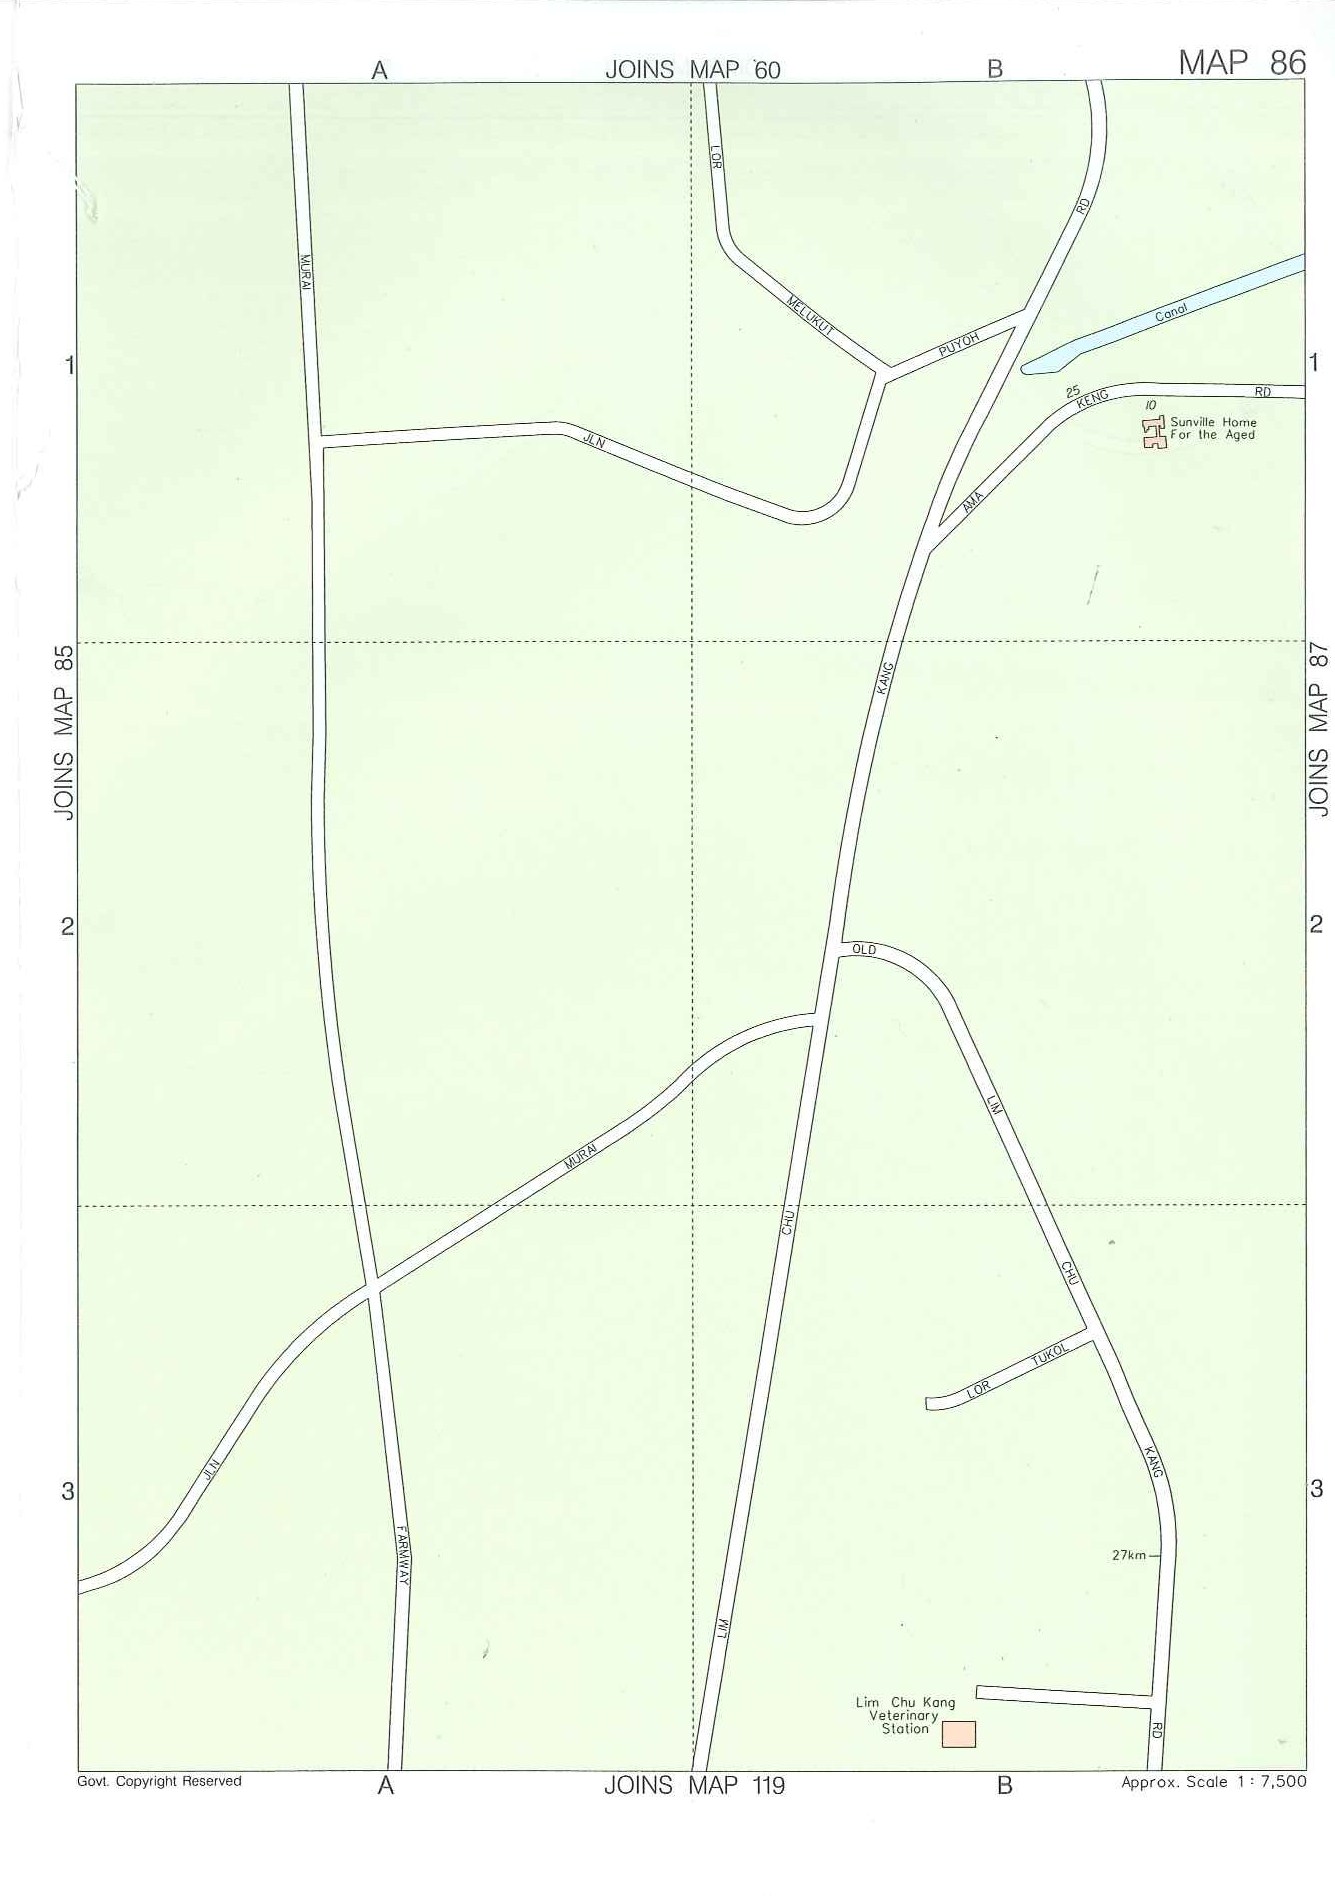 MAP 86
A
JOINS MAP 60
B
LOR
RD
MURAI
Canal
MELUKUT
PUYOH
1
1
25
KENG
RD
10
Sunville Home
For the Aged
JLN
AMA
JOINS MAP 85
KANG
JOINS MAP 87
2
2
OLD
LIM
MURAI
CHU
CHU
TUKOL
LOR
JLN
KANG
3
3
FARMWAY
27km
LIM
Lim Chu Kang
Veterinary
Station
RD
Govt. Copyright Reserved
A
JOINS MAP 119
B
Approx. Scale 1 : 7,500